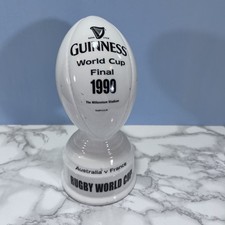 GUINNESS
World Cup
Final
1999
The Millennium Stadium
Australia v France
RUGBY WORLD CUP